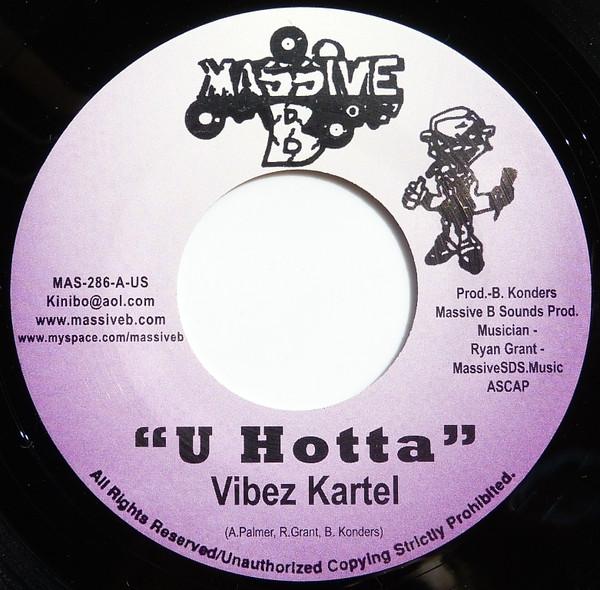 MASSIVE
B
MAS-286-A-US
Kinibo@aol.com
www.massiveb.com
www.myspace.com/massiveb
Prod.-B. Konders
Massive B Sounds Prod.
Musician -
Ryan Grant -
MassiveSDS.Music
ASCAP
“U Hotta”
Vibez Kartel
(A.Palmer, R.Grant, B. Konders)
All Rights Reserved/Unauthorized Copying Strictly Prohibited.